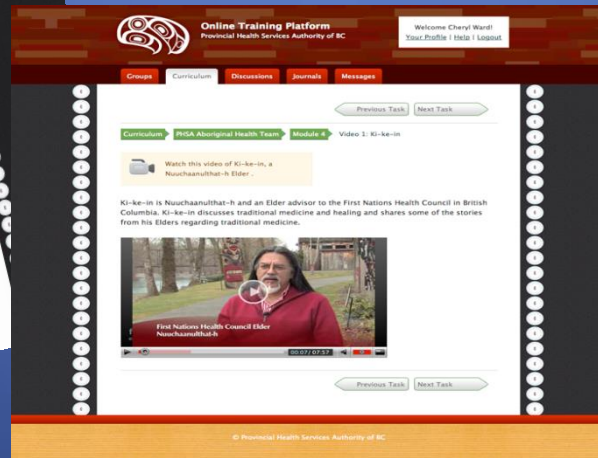 Online Training Platform
Provincial Health Services Authority of BC
Welcome Cheryl Ward!
Your Profile | Help | Logout
Groups
Curriculum
Discussions
Journals
Messages
Previous Task
Next Task
Curriculum
PHSA Aboriginal Health Team
Module 4
Video 1: Ki-ke-in
Watch this video of Ki-ke-in, a
Nuuchaanulthat-h Elder .
Ki-ke-in is Nuuchaanulthat-h and an Elder advisor to the First Nations Health Council in British
Columbia. Ki-ke-in discusses traditional medicine and healing and shares some of the stories
from his Elders regarding traditional medicine.
First Nations Health Council Elder
Nuuchaanulthat-h
00:07/07:57
Previous Task
Next Task
© Provincial Health Services Authority of BC